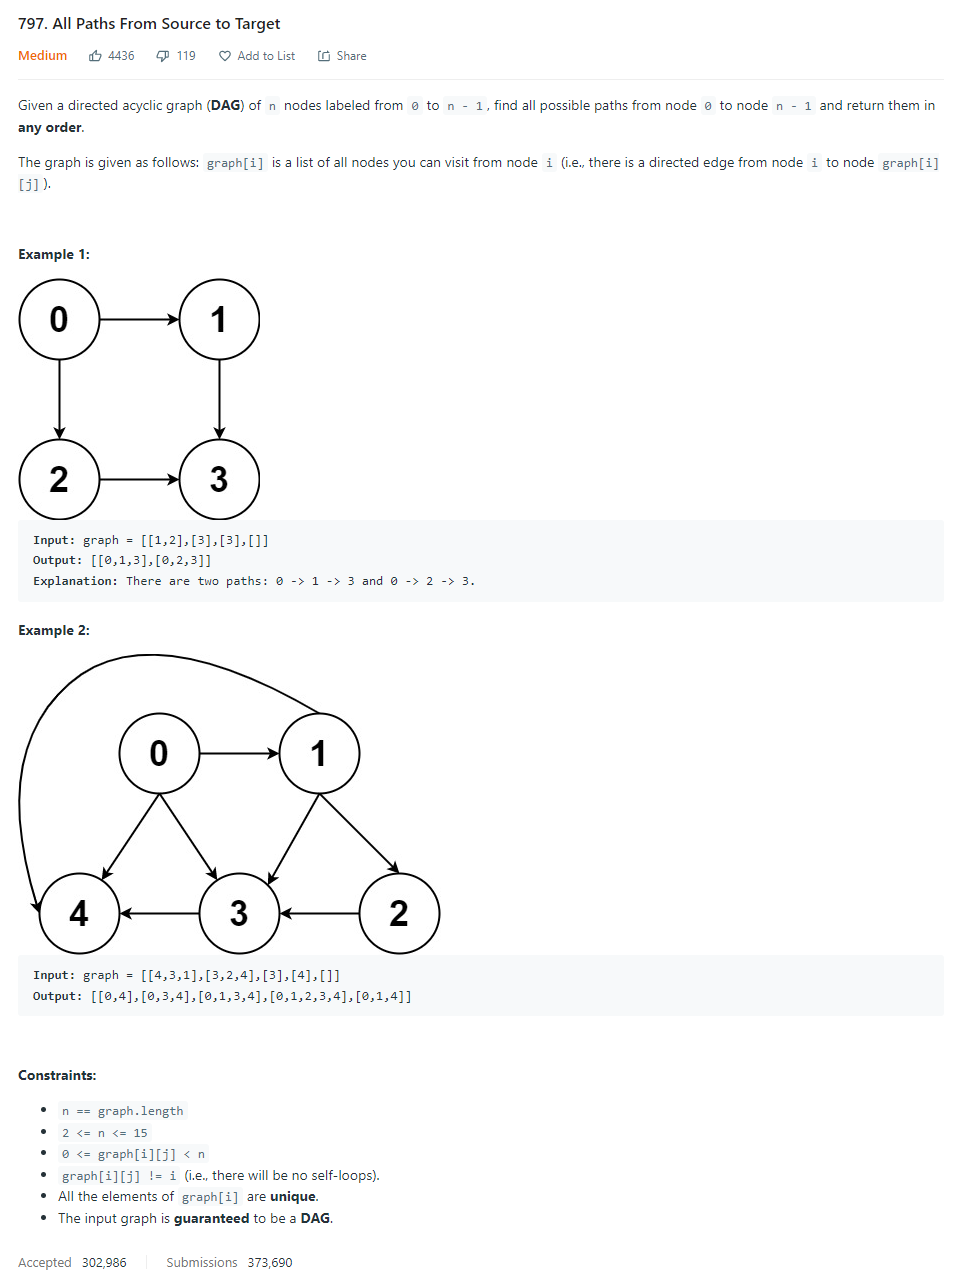 797. All Paths From Source to Target
Medium 4436 119 Add to List Share
Given a directed acyclic graph (DAG) of n nodes labeled from 0 to n - 1, find all possible paths from node 0 to node n - 1 and return them in
any order.
The graph is given as follows: graph[i] is a list of all nodes you can visit from node i (i.e., there is a directed edge from node i to node graph[i]
[j]).
Example 1:
0 1
2 3
Input: graph = [[1,2],[3],[3],[]]
Output: [[0,1,3],[0,2,3]]
Explanation: There are two paths: 0 -> 1 -> 3 and 0 -> 2 -> 3.
Example 2:
0 1
4 3 2
Input: graph = [[4,3,1],[3,2,4],[3],[4],[]]
Output: [[0,4],[0,3,4],[0,1,3,4],[0,1,2,3,4],[0,1,4]]
Constraints:
• n == graph.length
• 2 <= n <= 15
• 0 <= graph[i][j] < n
• graph[i][j] != i (i.e., there will be no self-loops).
• All the elements of graph[i] are unique.
• The input graph is guaranteed to be a DAG.
Accepted 302,986 Submissions 373,690